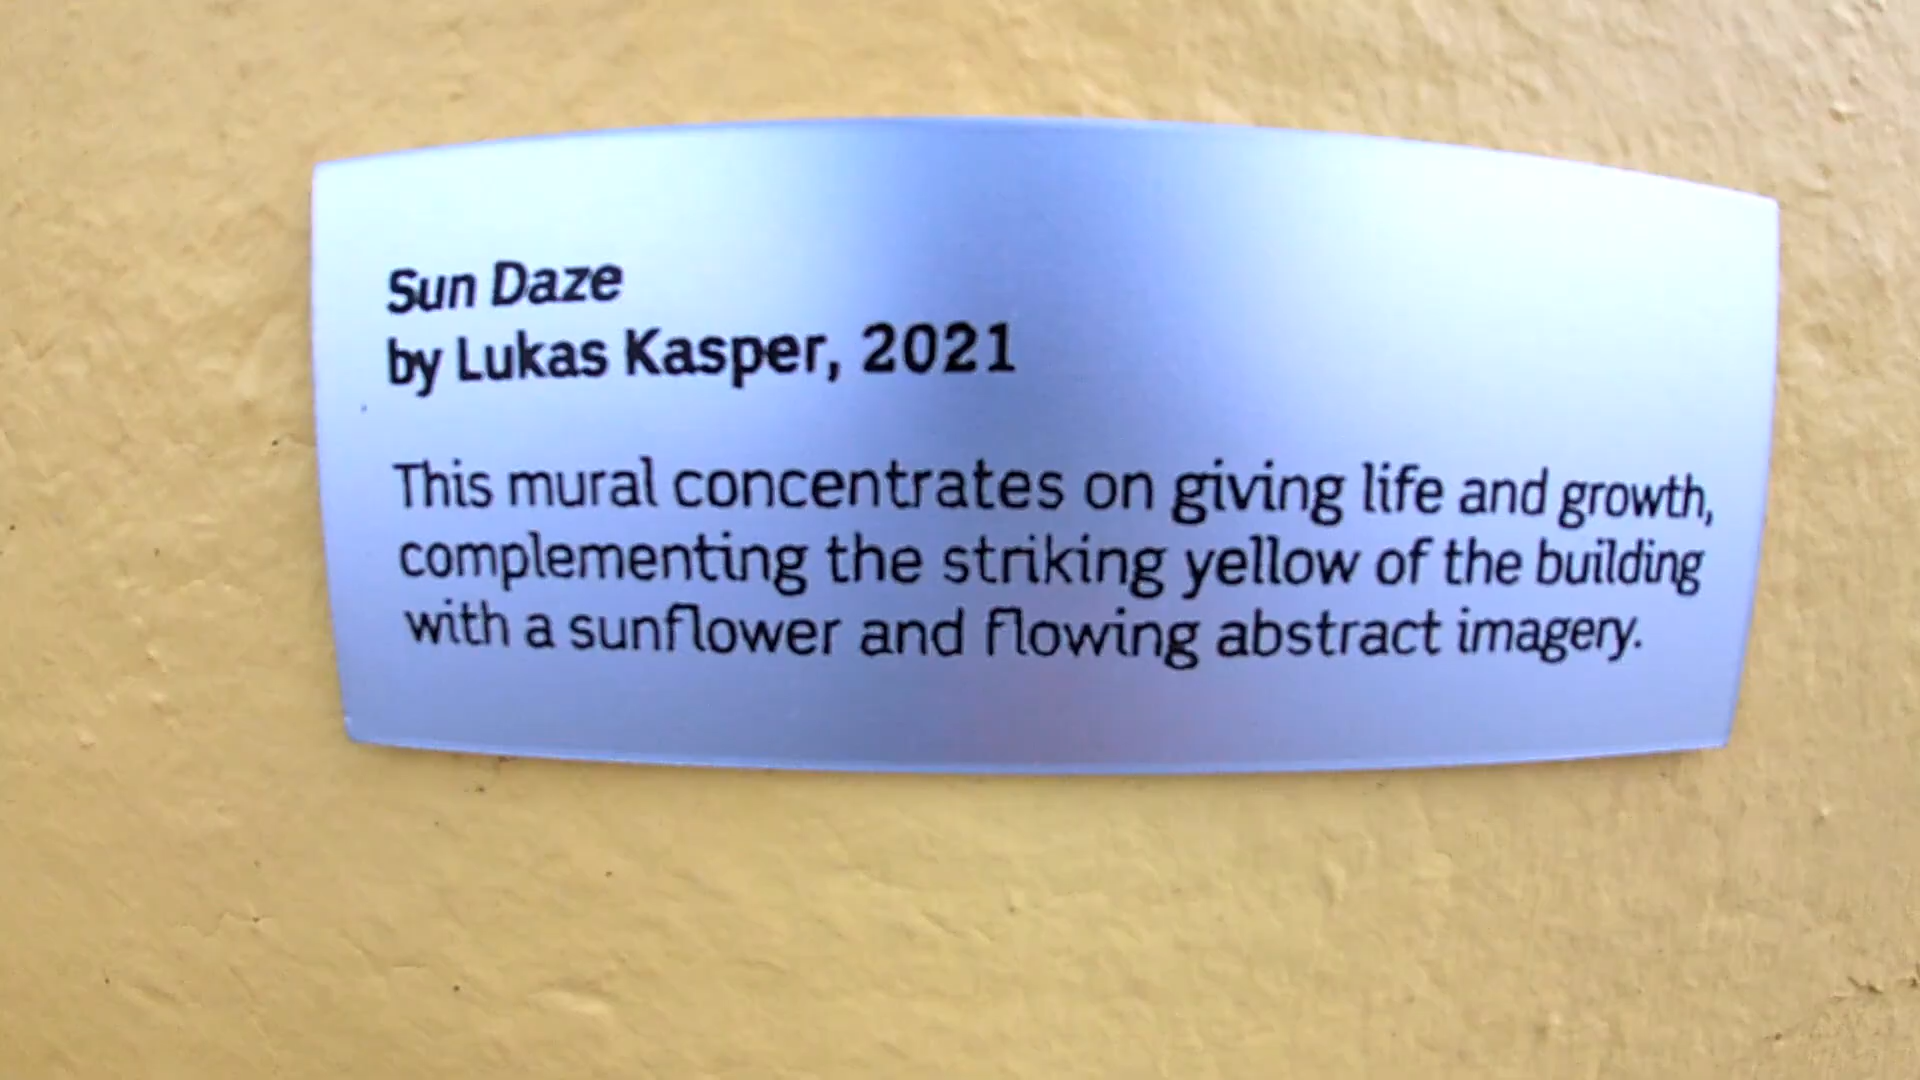 Sun Daze
by Lukas Kasper, 2021
This mural concentrates on giving life and growth,
complementing the striking yellow of the building
with a sunflower and flowing abstract imagery.